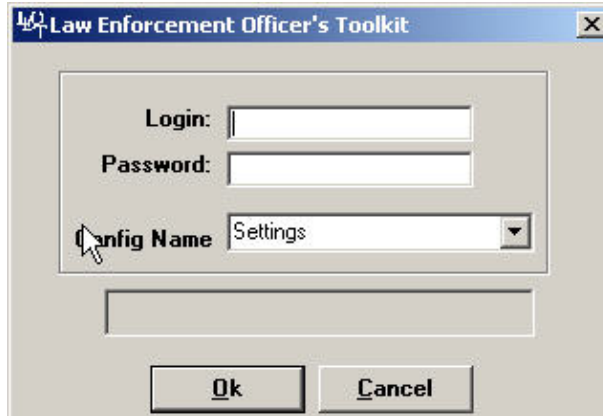 Law Enforcement Officer's Toolkit
Login:
Password:
Config Name Settings
Ok Cancel